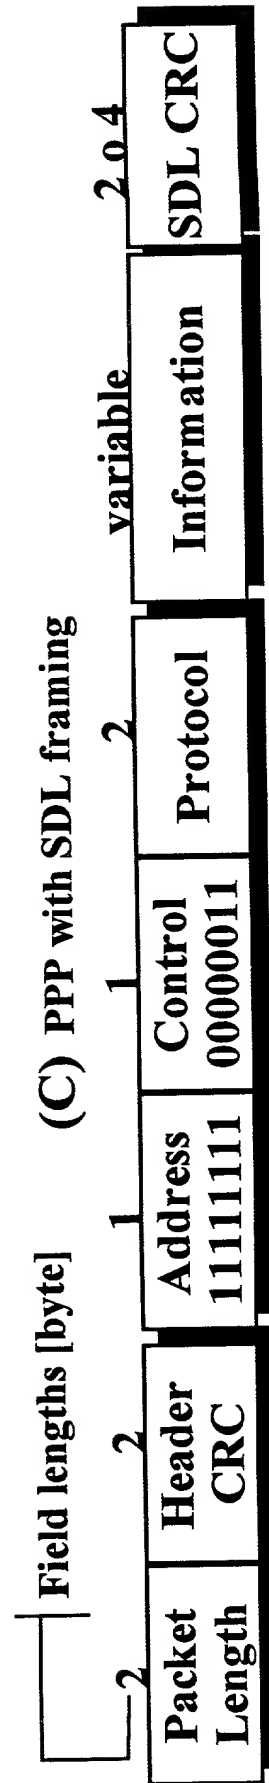 Field lengths [byte]
(C) PPP with SDL framing
2
2
1
1
2
variable
2 o 4
Packet
Length
Header
CRC
Address
11111111
Control
00000011
Protocol
Information
SDL CRC